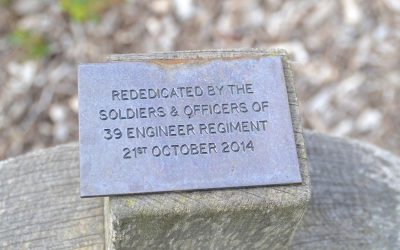 REDEDICATED BY THE
SOLDIERS & OFFICERS OF
39 ENGINEER REGIMENT
21ST OCTOBER 2014